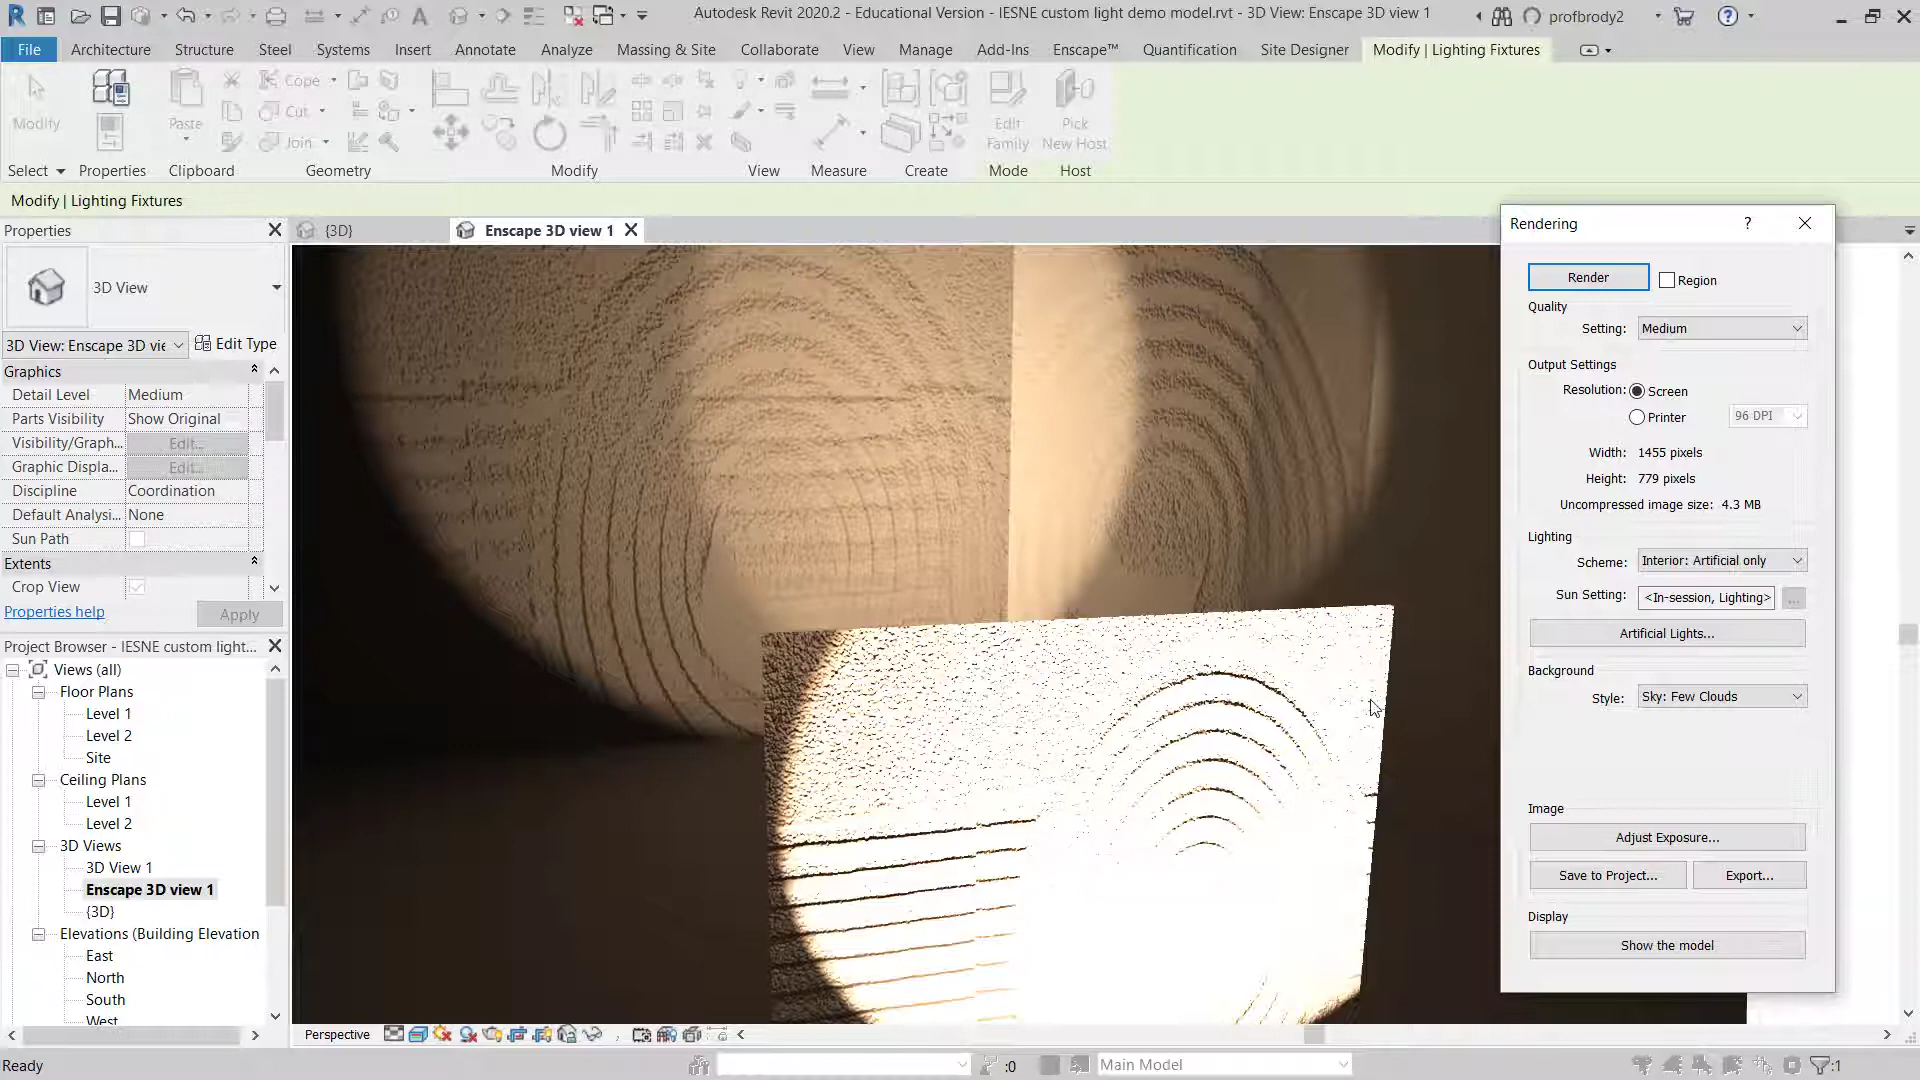 Autodesk Revit 2020.2 - Educational Version - IESNE custom light demo model.rvt - 3D View: Enscape 3D view 1
profbrody2
File Architecture Structure Steel Systems Insert Annotate Analyze Massing & Site Collaborate View Manage Add-Ins Enscape™ Quantification Site Designer Modify | Lighting Fixtures
Cope
Cut
Join
Modify
Paste
Edit Family
Pick New Host
Select Properties Clipboard Geometry Modify View Measure Create Mode Host
Modify | Lighting Fixtures
Properties
{3D}
Enscape 3D view 1
3D View
3D View: Enscape 3D vie
Edit Type
Graphics
Detail Level Medium
Parts Visibility Show Original
Visibility/Graph... Edit...
Graphic Displa... Edit...
Discipline Coordination
Default Analysi... None
Sun Path
Extents
Crop View
Properties help
Apply
Project Browser - IESNE custom light...
Views (all)
Floor Plans
Level 1
Level 2
Site
Ceiling Plans
Level 1
Level 2
3D Views
3D View 1
Enscape 3D view 1
{3D}
Elevations (Building Elevation
East
North
South
West
Rendering
?
Render
Region
Quality
Setting: Medium
Output Settings
Resolution: Screen
Printer 96 DPI
Width: 1455 pixels
Height: 779 pixels
Uncompressed image size: 4.3 MB
Lighting
Scheme: Interior: Artificial only
Sun Setting: <In-session, Lighting> ...
Artificial Lights...
Background
Style: Sky: Few Clouds
Image
Adjust Exposure...
Save to Project...
Export...
Display
Show the model
Perspective
Ready
:0
Main Model
:1